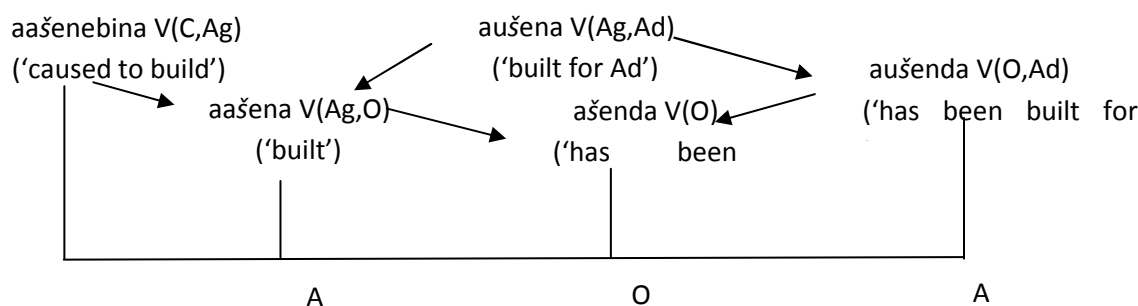 aašenebina V(C,Ag)
(‘caused to build’)
aušena V(Ag,Ad)
(‘built for Ad’)
aušenda V(O,Ad)
(‘has been built for
aašena V(Ag,O)
(‘built’)
ašenda V(O)
(‘has been
A
O
A